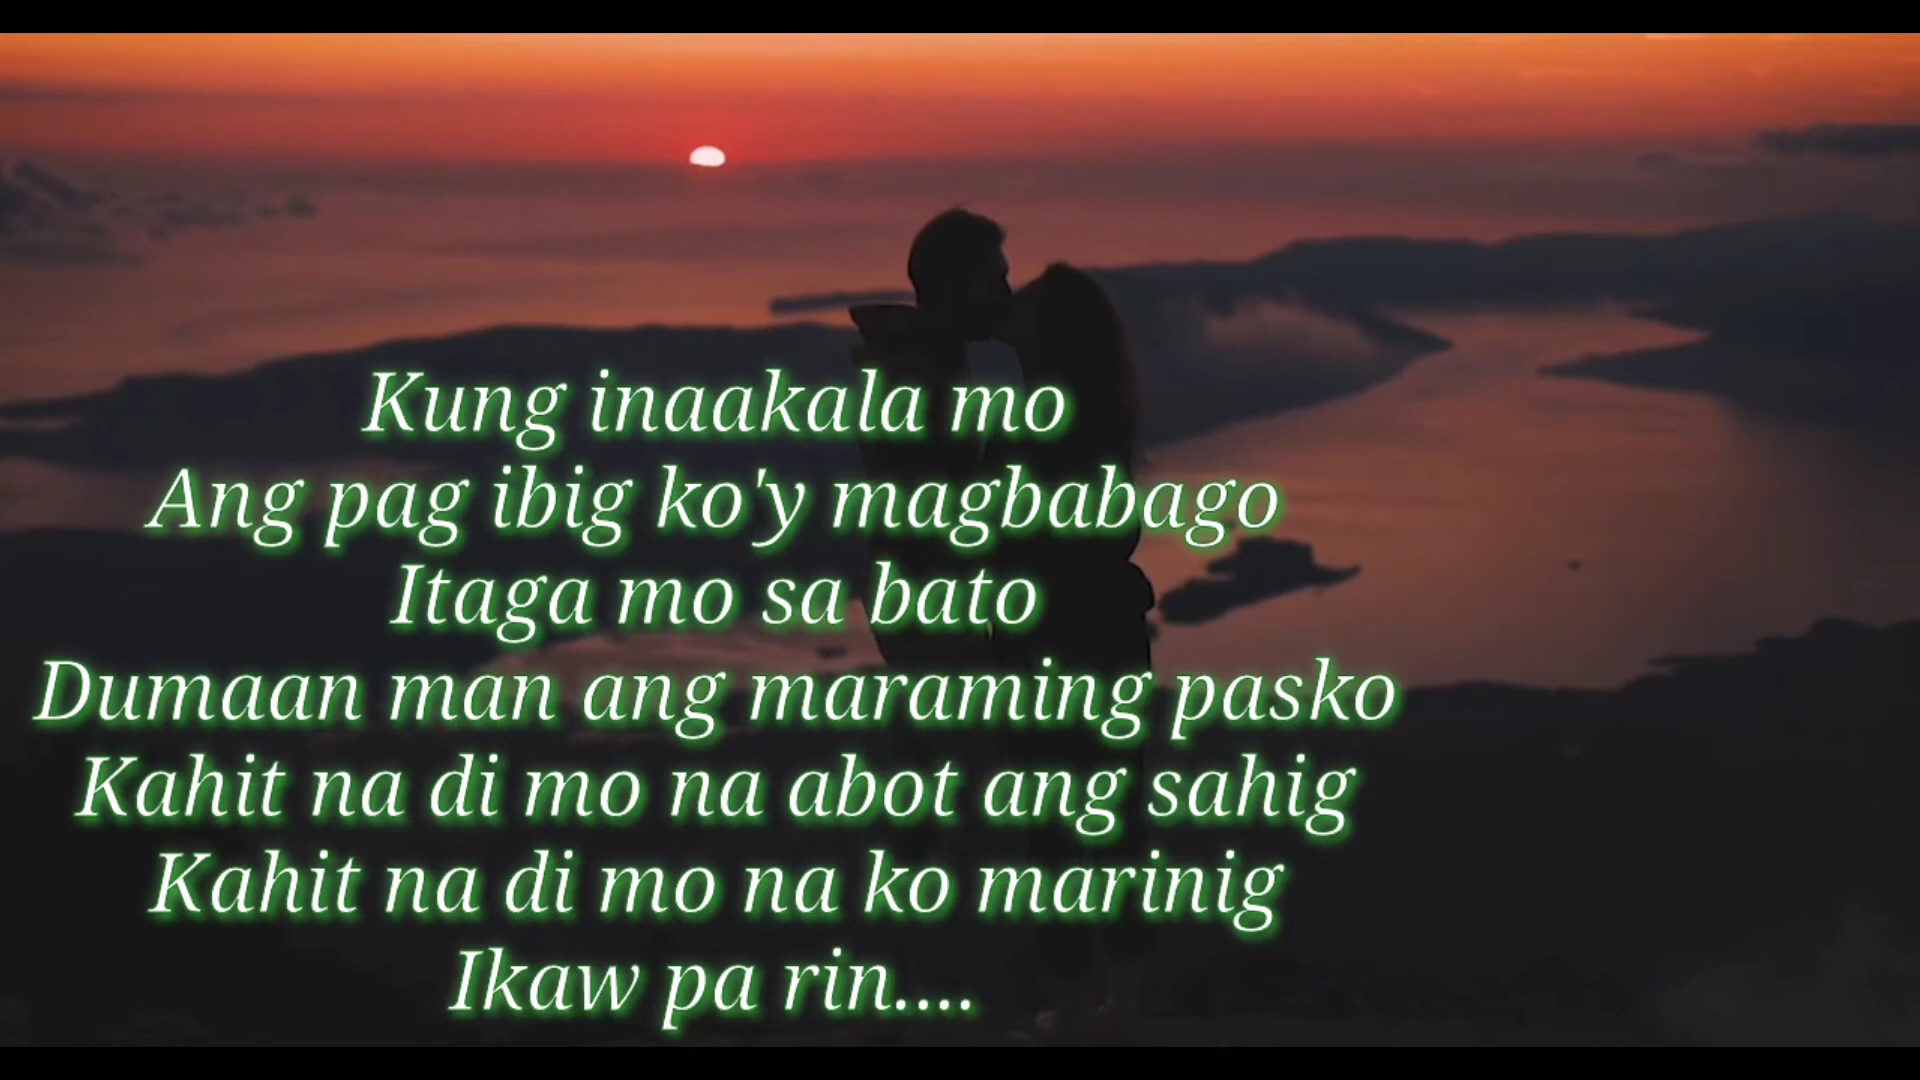 Kung inaakala mo
Ang pag ibig ko'y magbabago
Itaga mo sa bato
Dumaan man ang maraming pasko
Kahit na di mo na abot ang sahig
Kahit na di mo na ko marinig
Ikaw pa rin....